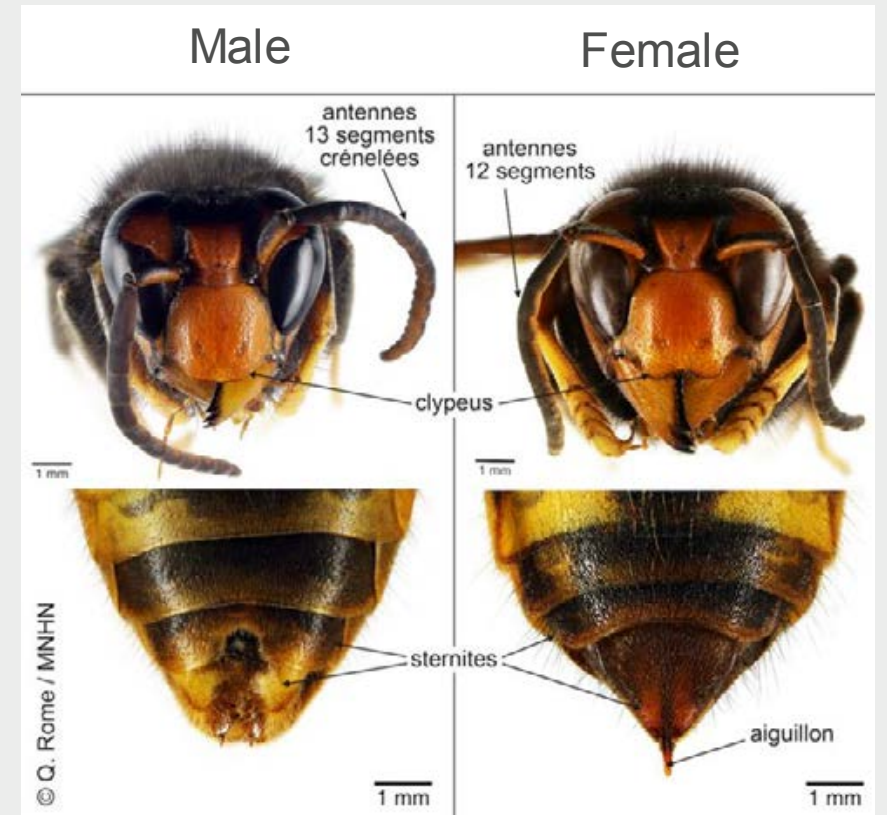 Male
Female
antennes
13 segments
crénelées
antennes
12 segments
clypeus
1 mm
1 mm
sternites
aiguillon
© Q. Rome / MNHN
1 mm
1 mm